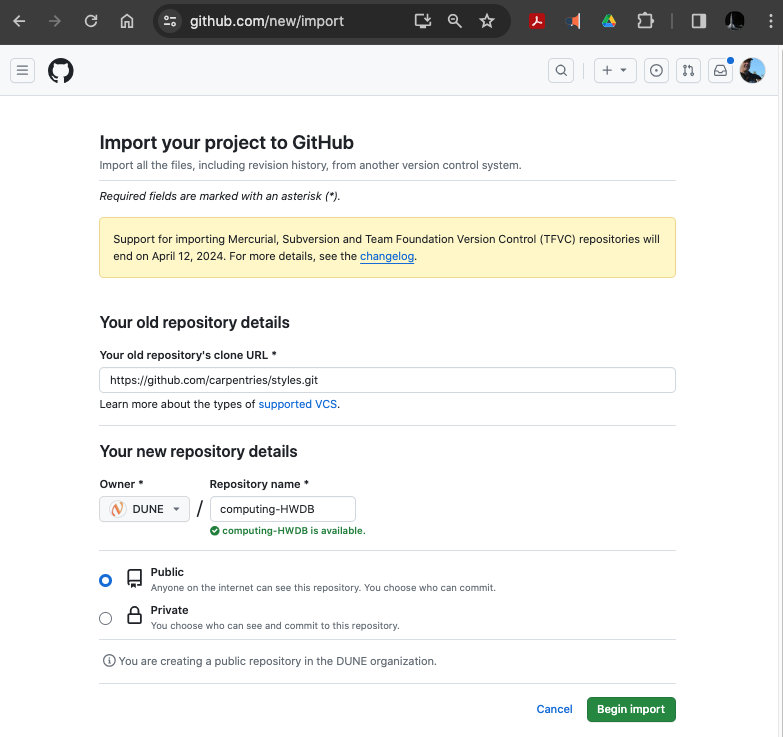 github.com/new/import
Import your project to GitHub
Import all the files, including revision history, from another version control system.
Required fields are marked with an asterisk (*).
Support for importing Mercurial, Subversion and Team Foundation Version Control (TFVC) repositories will
end on April 12, 2024. For more details, see the changelog.
Your old repository details
Your old repository's clone URL *
https://github.com/carpentries/styles.git
Learn more about the types of supported VCS.
Your new repository details
Owner * Repository name *
DUNE / computing-HWDB
computing-HWDB is available.
Public
Anyone on the internet can see this repository. You choose who can commit.
Private
You choose who can see and commit to this repository.
You are creating a public repository in the DUNE organization.
Cancel Begin import